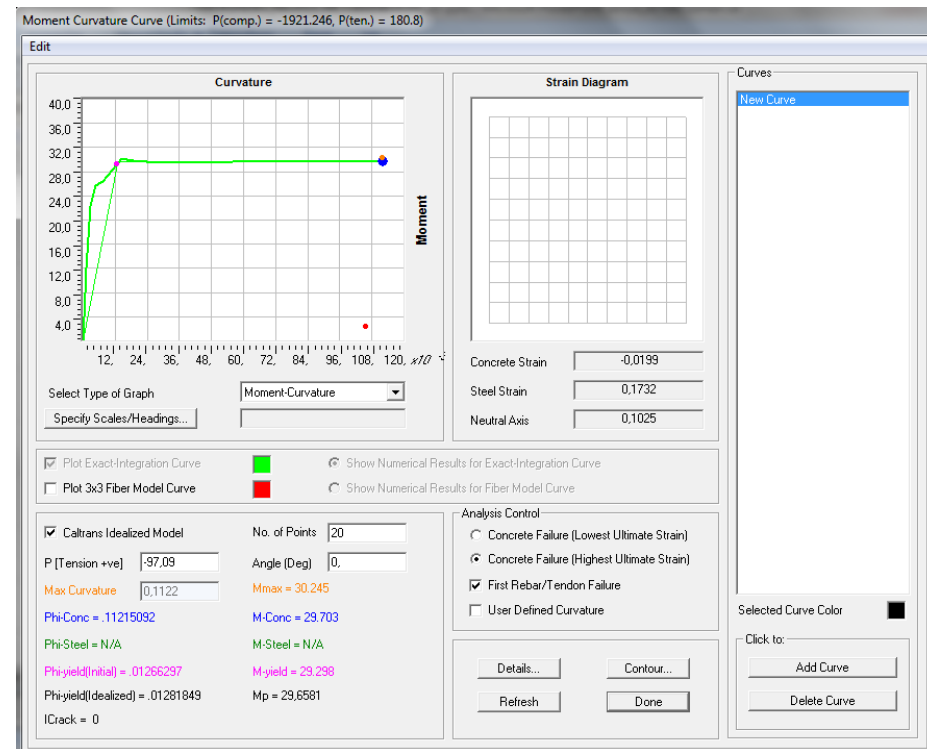 Moment Curvature Curve (Limits: P(comp.) = -1921.246, P(ten.) = 180.8)
Edit
Curvature
40,0
36,0
32,0
28,0
24,0
20,0
16,0
12,0
8,0
4,0
Moment
12, 24, 36, 48, 60, 72, 84, 96, 108, 120, x10
Select Type of Graph Moment-Curvature
Specify Scales/Headings...
Strain Diagram
Concrete Strain -0,0199
Steel Strain 0,1732
Neutral Axis 0,1025
Curves
New Curve
Plot Exact-Integration Curve Show Numerical Results for Exact-Integration Curve
Plot 3x3 Fiber Model Curve Show Numerical Results for Fiber Model Curve
Caltrans Idealized Model No. of Points 20
P [Tension +ve] -97,09 Angle (Deg) 0,
Max Curvature 0,1122 Mmax = 30.245
Phi-Conc = .11215092 M-Conc = 29.703
Phi-Steel = N/A M-Steel = N/A
Phi-yield(Initial) = .01266297 M-yield = 29.298
Phi-yield(Idealized) = .01281849 Mp = 29,6581
ICrack = 0
Analysis Control
Concrete Failure (Lowest Ultimate Strain)
Concrete Failure (Highest Ultimate Strain)
First Rebar/Tendon Failure
User Defined Curvature
Details... Contour...
Refresh Done
Selected Curve Color
Click to:
Add Curve
Delete Curve